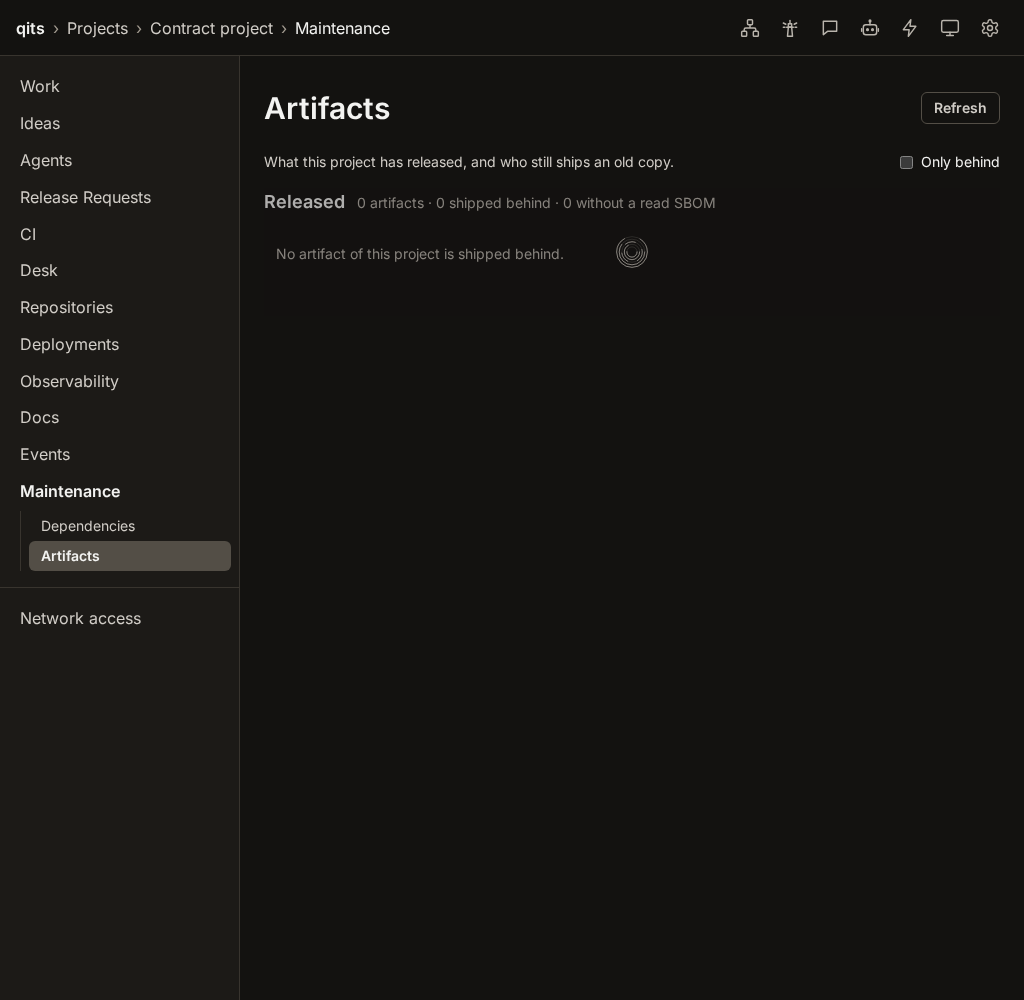 qits › Projects › Contract project › Maintenance
Work
Ideas
Agents
Release Requests
CI
Desk
Repositories
Deployments
Observability
Docs
Events
Maintenance
Dependencies
Artifacts
Network access
Artifacts
Refresh
What this project has released, and who still ships an old copy.
Only behind
Released 0 artifacts · 0 shipped behind · 0 without a read SBOM
No artifact of this project is shipped behind.